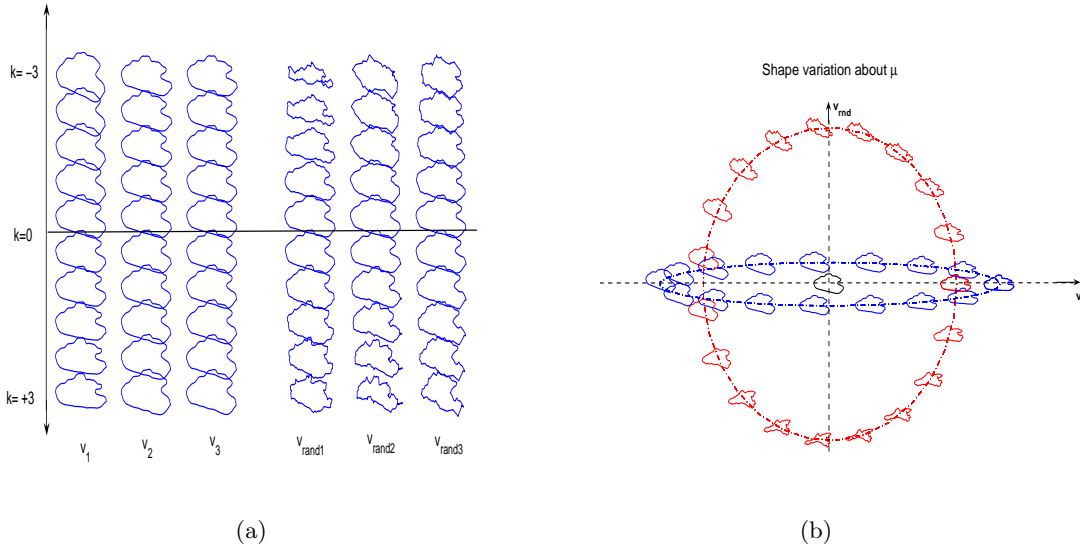 k= −3
k=0
k= +3
v1 v2 v3 vrand1 vrand2 vrand3
(a)
Shape variation about μ
vrnd
v
(b)